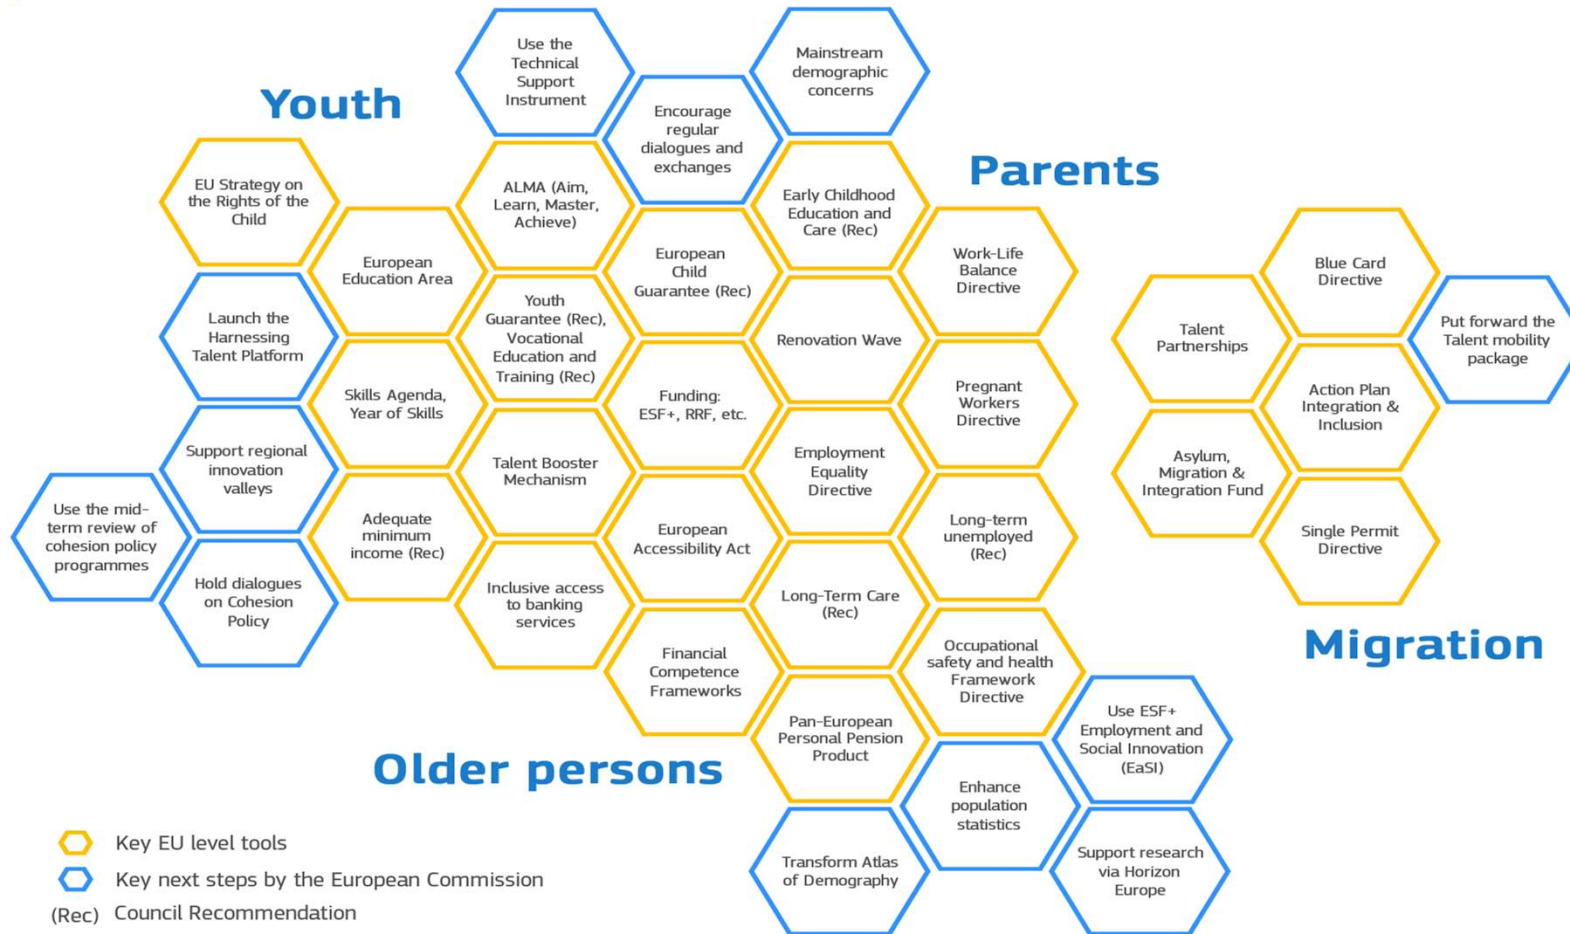 Use the
Technical
Support
Instrument
Mainstream
demographic
concerns
Youth
Encourage
regular
dialogues and
exchanges
Parents
EU Strategy on
the Rights of the
Child
ALMA (Aim,
Learn, Master,
Achieve)
Early Childhood
Education and
Care (Rec)
European
Education Area
European
Child
Guarantee (Rec)
Work-Life
Balance
Directive
Blue Card
Directive
Launch the
Harnessing
Talent Platform
Youth
Guarantee (Rec),
Vocational
Education and
Training (Rec)
Renovation Wave
Talent
Partnerships
Put forward the
Talent mobility
package
Skills Agenda,
Year of Skills
Funding:
ESF+, RRF, etc.
Pregnant
Workers
Directive
Action Plan
Integration &
Inclusion
Support regional
innovation
valleys
Talent Booster
Mechanism
Employment
Equality
Directive
Asylum,
Migration &
Integration Fund
Use the mid-
term review of
cohesion policy
programmes
Adequate
minimum
income (Rec)
European
Accessibility Act
Long-term
unemployed
(Rec)
Single Permit
Directive
Hold dialogues
on Cohesion
Policy
Inclusive access
to banking
services
Long-Term Care
(Rec)
Migration
Financial
Competence
Frameworks
Occupational
safety and health
Framework
Directive
Older persons
Pan-European
Personal Pension
Product
Use ESF+
Employment and
Social Innovation
(EaSI)
Enhance
population
statistics
Transform Atlas
of Demography
Support research
via Horizon
Europe
Key EU level tools
Key next steps by the European Commission
(Rec) Council Recommendation